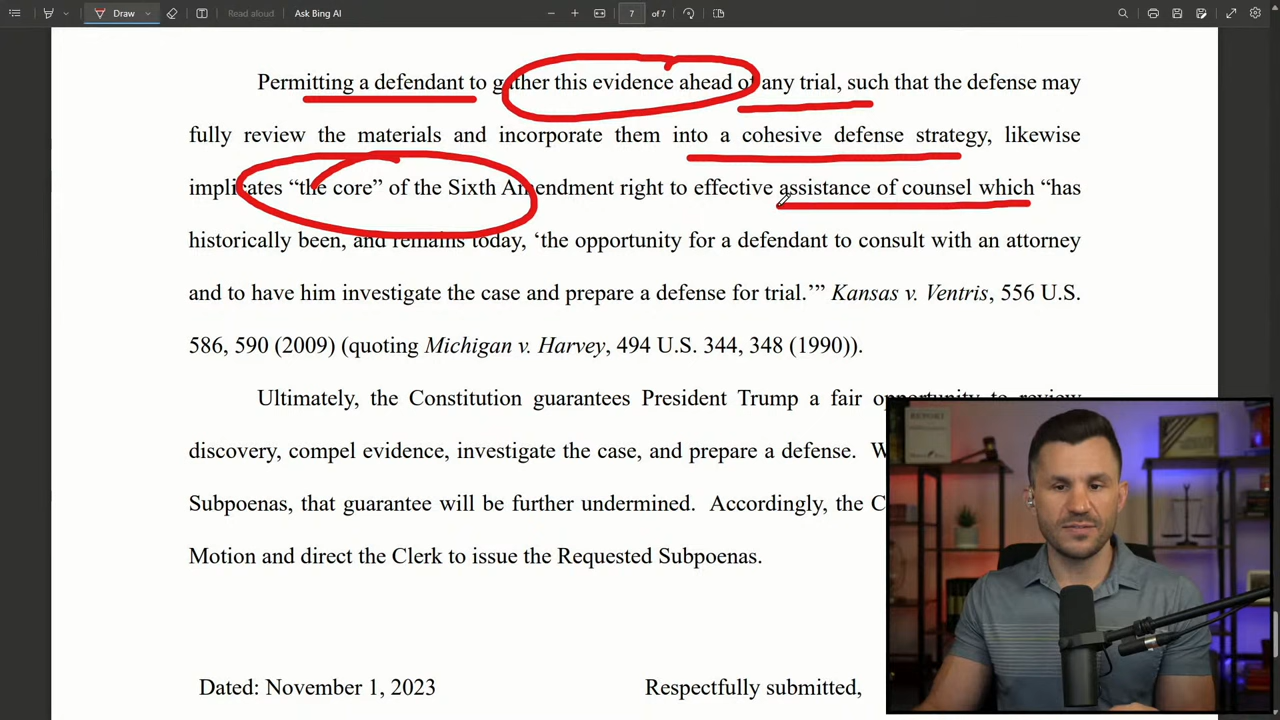 Draw
Read aloud
Ask Bing AI
7
of 7
Permitting a defendant to gather this evidence ahead of any trial, such that the defense may
fully review the materials and incorporate them into a cohesive defense strategy, likewise
implicates “the core” of the Sixth Amendment right to effective assistance of counsel which “has
historically been, and remains today, ‘the opportunity for a defendant to consult with an attorney
and to have him investigate the case and prepare a defense for trial.’” Kansas v. Ventris, 556 U.S.
586, 590 (2009) (quoting Michigan v. Harvey, 494 U.S. 344, 348 (1990)).
Ultimately, the Constitution guarantees President Trump a fair opportunity to review
discovery, compel evidence, investigate the case, and prepare a defense.
Subpoenas, that guarantee will be further undermined. Accordingly, the
Motion and direct the Clerk to issue the Requested Subpoenas.
Dated: November 1, 2023
Respectfully submitted,